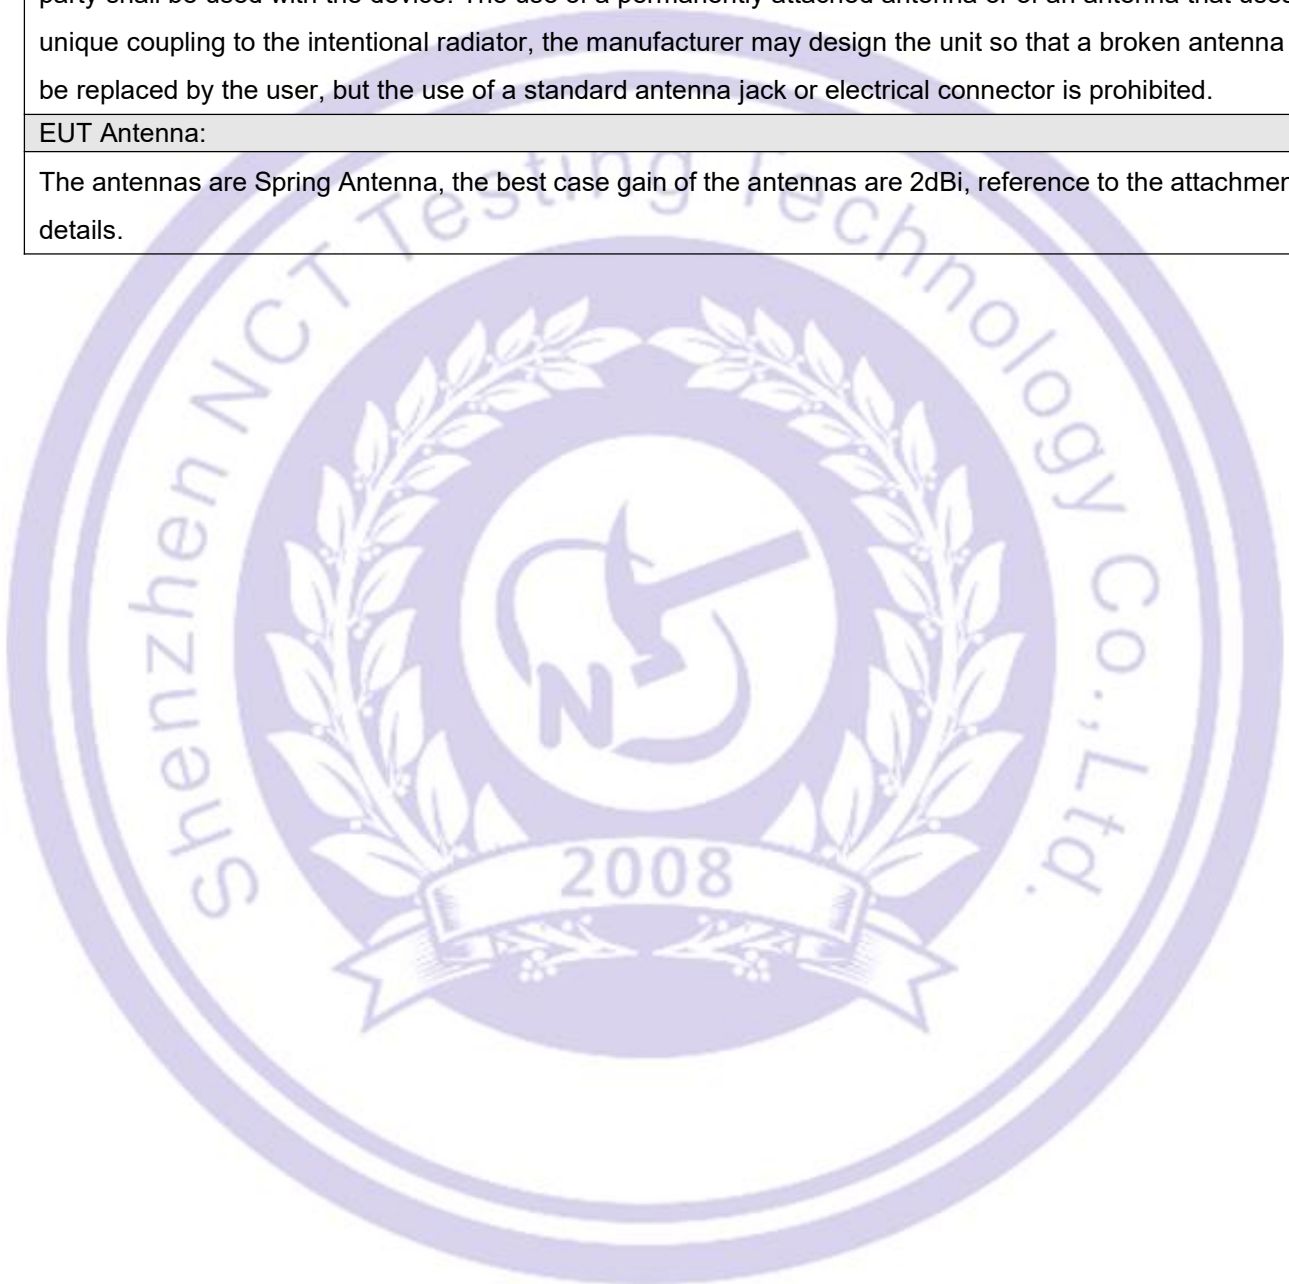 party shall be used with the device. The use of a permanently attached antenna or of an antenna that uses
unique coupling to the intentional radiator, the manufacturer may design the unit so that a broken antenna
be replaced by the user, but the use of a standard antenna jack or electrical connector is prohibited.
EUT Antenna:
The antennas are Spring Antenna, the best case gain of the antennas are 2dBi, reference to the
details.
Shenzhen NCT Testing Technology Co.,Ltd.
N
2008